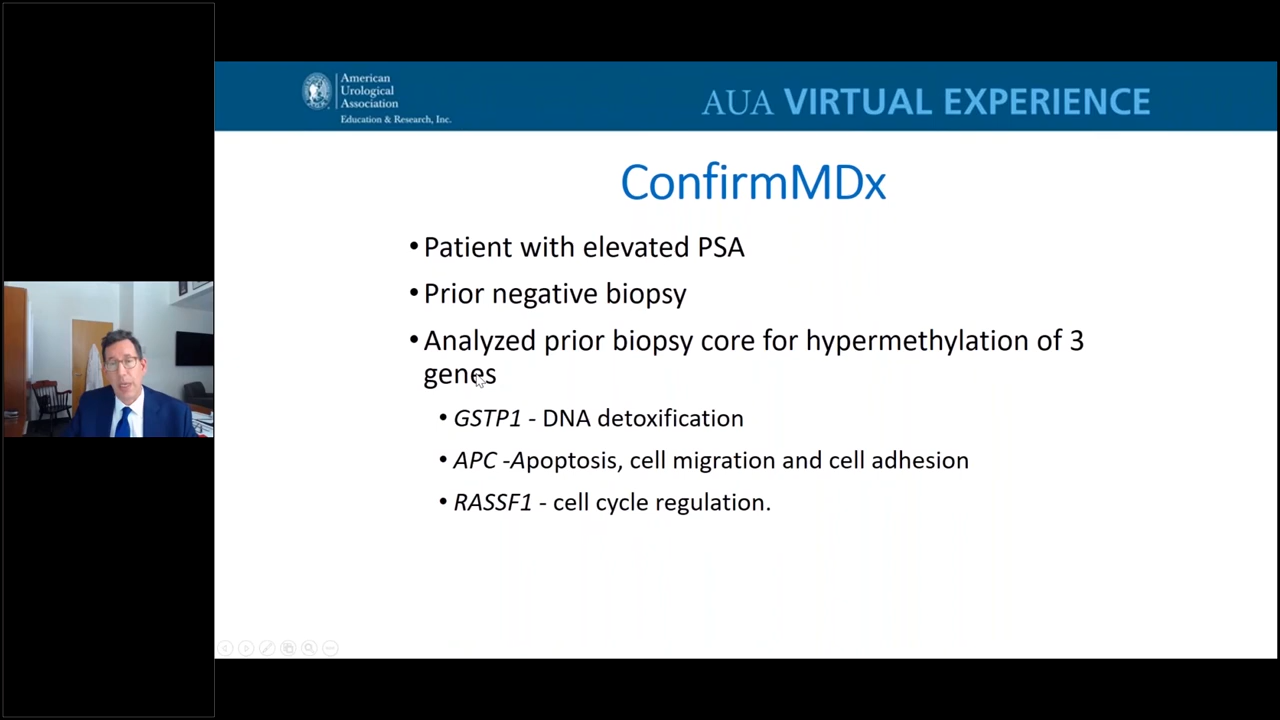 American
Urological
Association
Education & Research, Inc.
AUA VIRTUAL EXPERIENCE
ConfirmMDx
•Patient with elevated PSA
•Prior negative biopsy
•Analyzed prior biopsy core for hypermethylation of 3
genes
• GSTP1 - DNA detoxification
• APC -Apoptosis, cell migration and cell adhesion
• RASSF1 - cell cycle regulation.